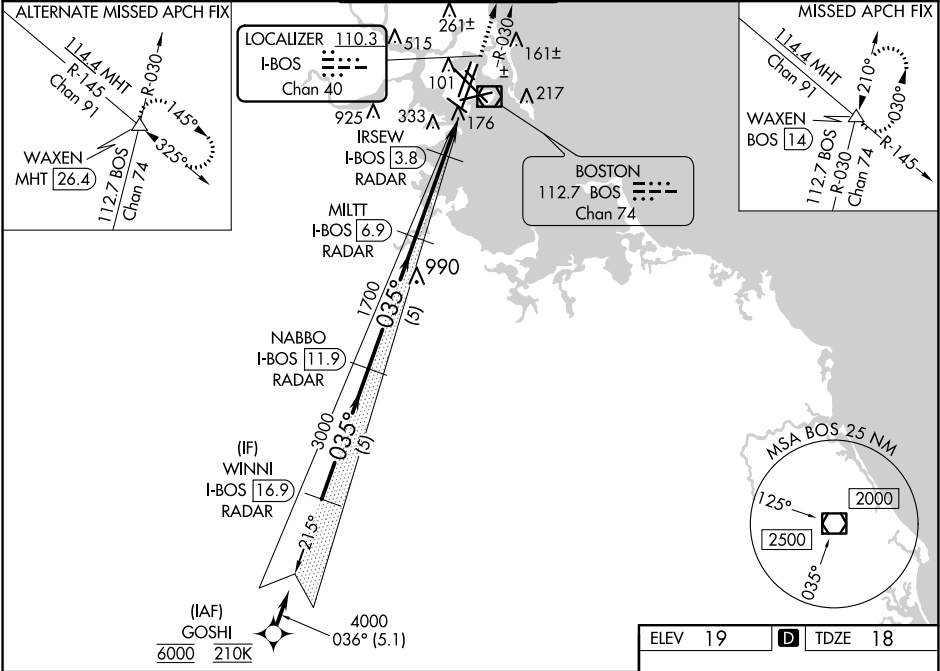 ALTERNATE MISSED APCH FIX
114.4 MHT
R-145
Chan 91
R-030
145°
325°
WAXEN
MHT 26.4
112.7 BOS
Chan 74
LOCALIZER 110.3
I-BOS
Chan 40
261±
515
R-030
161±
1±
101
217
925
333
176
IRSEW
I-BOS 3.8
RADAR
BOSTON
112.7 BOS
Chan 74
MISSED APCH FIX
114.4 MHT
Chan 91
210°
030°
WAXEN
BOS 14
R-145
112.7 BOS
R-030
Chan 74
MILTT
I-BOS 6.9
RADAR
990
1700
035°
(5)
NABBO
I-BOS 11.9
RADAR
3000
035°
(5)
(IF)
WINNI
I-BOS 16.9
RADAR
215°
(IAF)
GOSHI
6000 210K
4000
036° (5.1)
MSA BOS 25 NM
125°
2000
2500
035°
ELEV 19 D TDZE 18